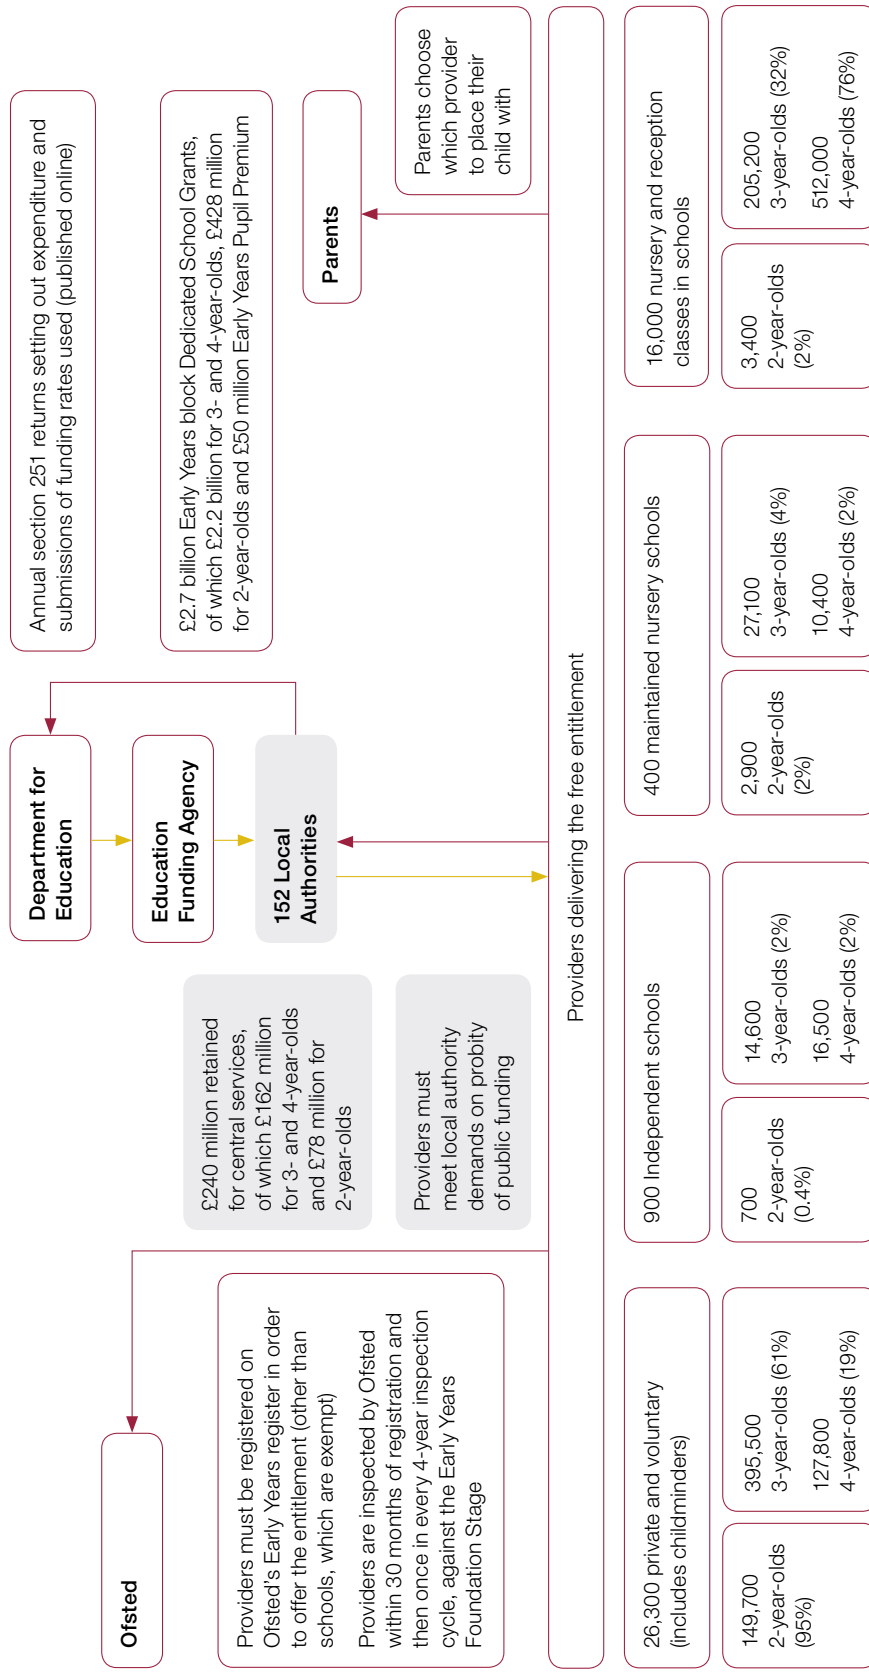 Department for
Education
Annual section 251 returns setting out expenditure and
submissions of funding rates used (published online)
Ofsted
Education
Funding Agency
£2.7 billion Early Years block Dedicated School Grants,
of which £2.2 billion for 3- and 4-year-olds, £428 million
for 2-year-olds and £50 million Early Years Pupil Premium
£240 million retained
for central services,
of which £162 million
for 3- and 4-year-olds
and £78 million for
2-year-olds
152 Local
Authorities
Providers must be registered on
Ofsted's Early Years register in order
to offer the entitlement (other than
schools, which are exempt)
Providers are inspected by Ofsted
within 30 months of registration and
then once in every 4-year inspection
cycle, against the Early Years
Foundation Stage
Parents
Providers must
meet local authority
demands on probity
of public funding
Parents choose
which provider
to place their
child with
Providers delivering the free entitlement
26,300 private and voluntary
(includes childminders)
900 Independent schools
400 maintained nursery schools
16,000 nursery and reception
classes in schools
149,700
2-year-olds
(95%)
395,500
3-year-olds (61%)
127,800
4-year-olds (19%)
700
2-year-olds
(0.4%)
14,600
3-year-olds (2%)
16,500
4-year-olds (2%)
2,900
2-year-olds
(2%)
27,100
3-year-olds (4%)
10,400
4-year-olds (2%)
3,400
2-year-olds
(2%)
205,200
3-year-olds (32%)
512,000
4-year-olds (76%)